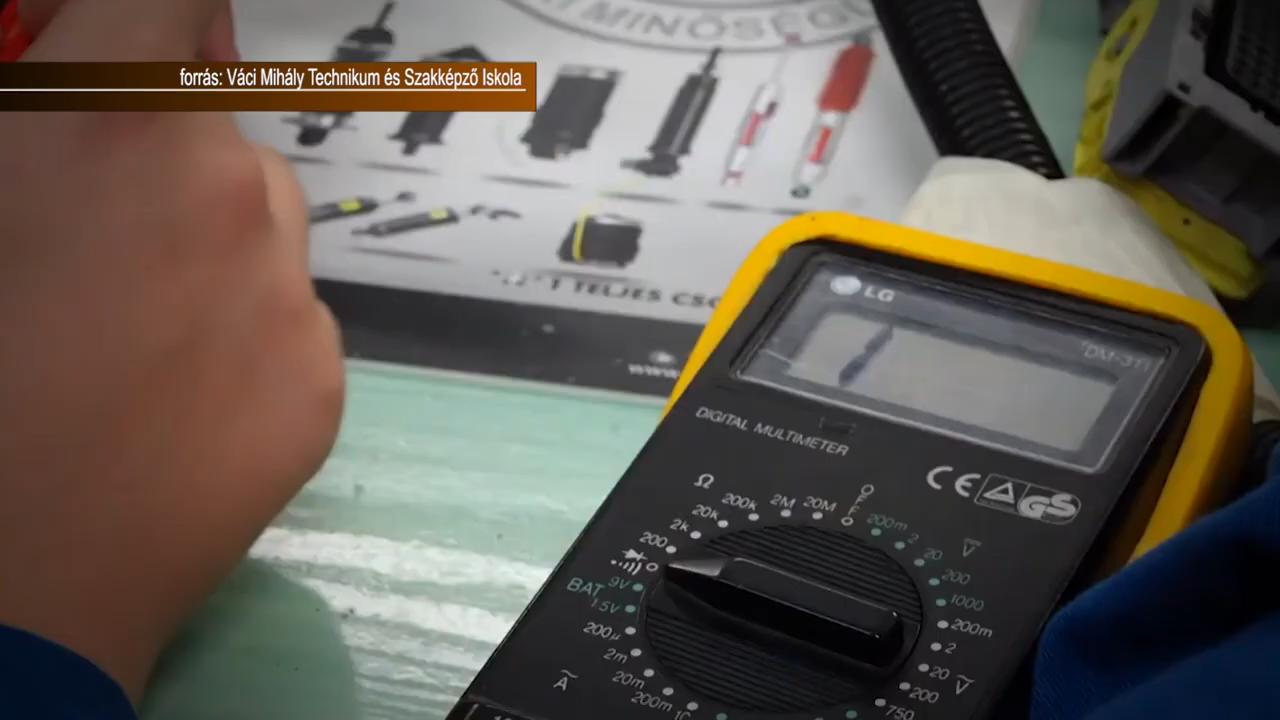 forrás: Váci Mihály Technikum és Szakképző Iskola
MINŐSÉG
TELJES
www.
LG
DM-311
DIGITAL MULTIMETER
CE GS
Ω
200k
2M
20M
OFF
20k
2k
200
200m
2
20
200
1000
V
BAT
9V
1.5V
200µ
2m
20m
200m
A
200m
2
20
200
750
V